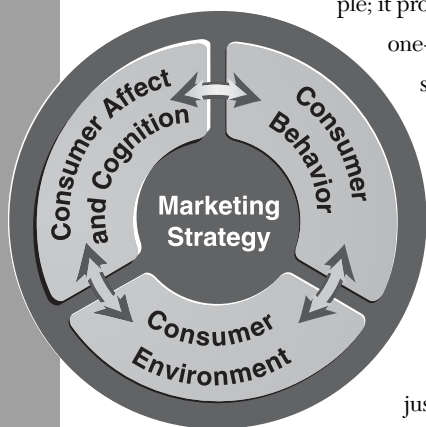 ple; it pro
one-
s
Consumer Affect
and Cognition
Consumer
Behavior
Marketing
Strategy
Consumer
Environment
jus